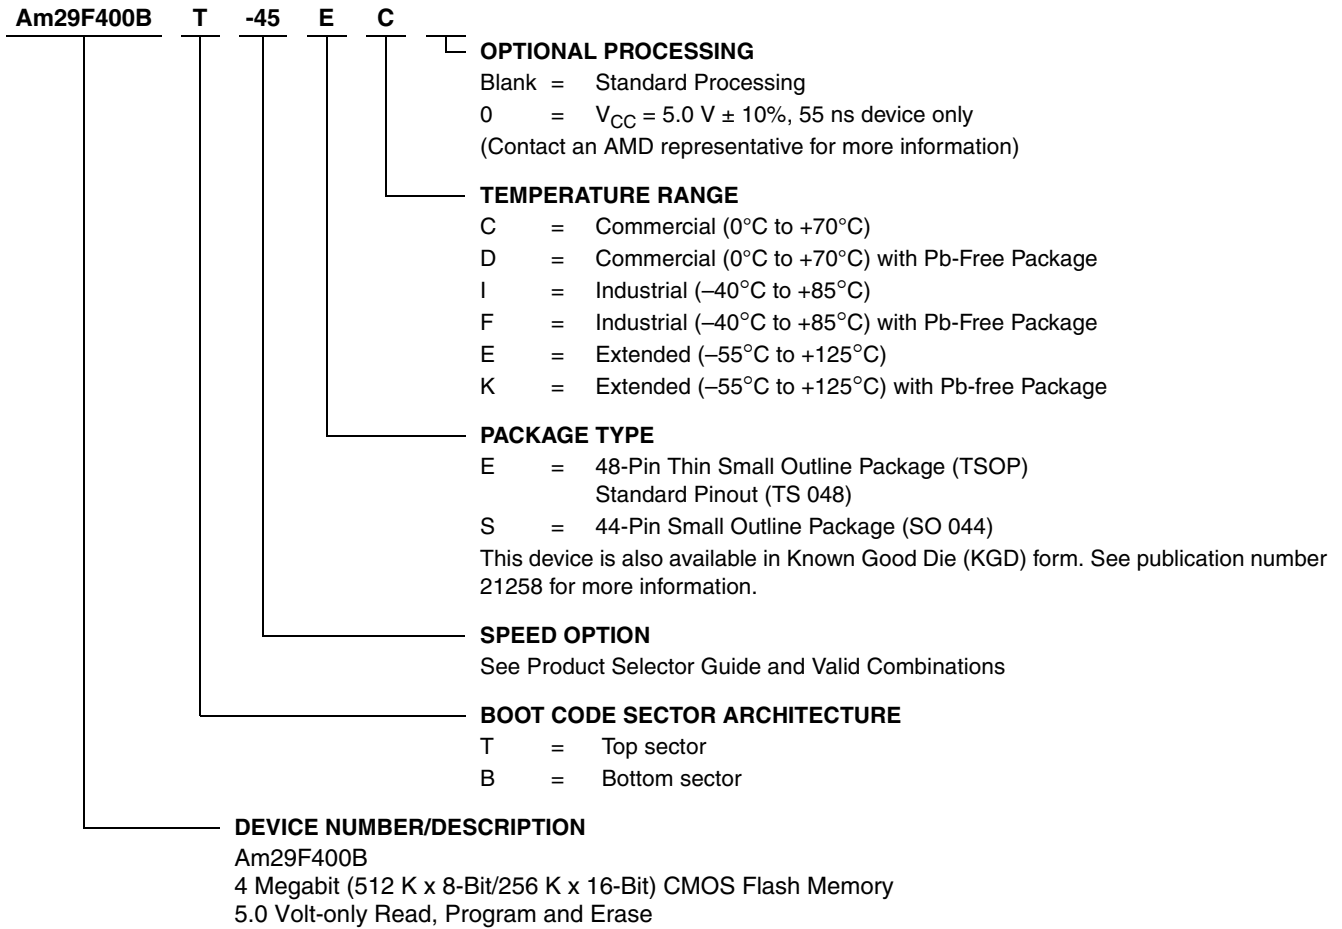 Am29F400B T -45 E C
OPTIONAL PROCESSING
Blank = Standard Processing
0 = VCC = 5.0 V ± 10%, 55 ns device only
(Contact an AMD representative for more information)
TEMPERATURE RANGE
C = Commercial (0°C to +70°C)
D = Commercial (0°C to +70°C) with Pb-Free Package
I = Industrial (–40°C to +85°C)
F = Industrial (–40°C to +85°C) with Pb-Free Package
E = Extended (–55°C to +125°C)
K = Extended (–55°C to +125°C) with Pb-free Package
PACKAGE TYPE
E = 48-Pin Thin Small Outline Package (TSOP)
Standard Pinout (TS 048)
S = 44-Pin Small Outline Package (SO 044)
This device is also available in Known Good Die (KGD) form. See publication number
21258 for more information.
SPEED OPTION
See Product Selector Guide and Valid Combinations
BOOT CODE SECTOR ARCHITECTURE
T = Top sector
B = Bottom sector
DEVICE NUMBER/DESCRIPTION
Am29F400B
4 Megabit (512 K x 8-Bit/256 K x 16-Bit) CMOS Flash Memory
5.0 Volt-only Read, Program and Erase